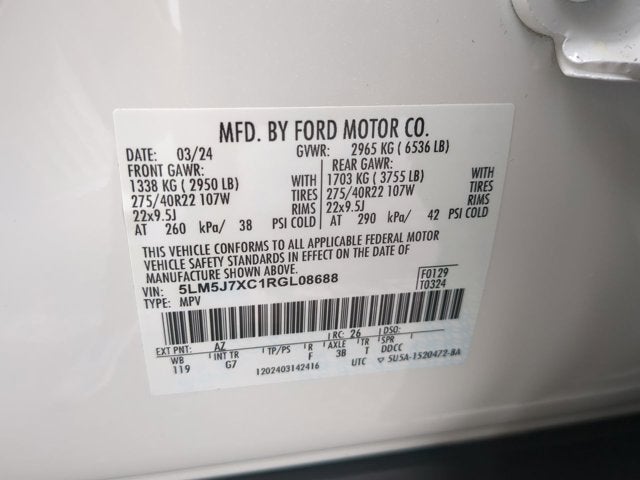 MFD. BY FORD MOTOR CO.
DATE: 03/24 GVWR: 2965 KG ( 6536 LB)
FRONT GAWR: REAR GAWR:
1338 KG ( 2950 LB) WITH 1703 KG ( 3755 LB) WITH
275/40R22 107W TIRES 275/40R22 107W TIRES
22x9.5J RIMS 22x9.5J RIMS
AT 260 kPa/ 38 PSI COLD AT 290 kPa/ 42 PSI COLD
THIS VEHICLE CONFORMS TO ALL APPLICABLE FEDERAL MOTOR
VEHICLE SAFETY STANDARDS IN EFFECT ON THE DATE OF
MANUFACTURE SHOWN ABOVE.
VIN: 5LM5J7XC1RGL08688 F0129
TYPE: MPV T0324
EXT PNT: AZ RC: 26 DSO:
WB INT TR TP/PS R AXLE TR SPR
119 G7 F 3B T DDCC
1202403142416 UTC ▽ 5U5A-1520472-BA